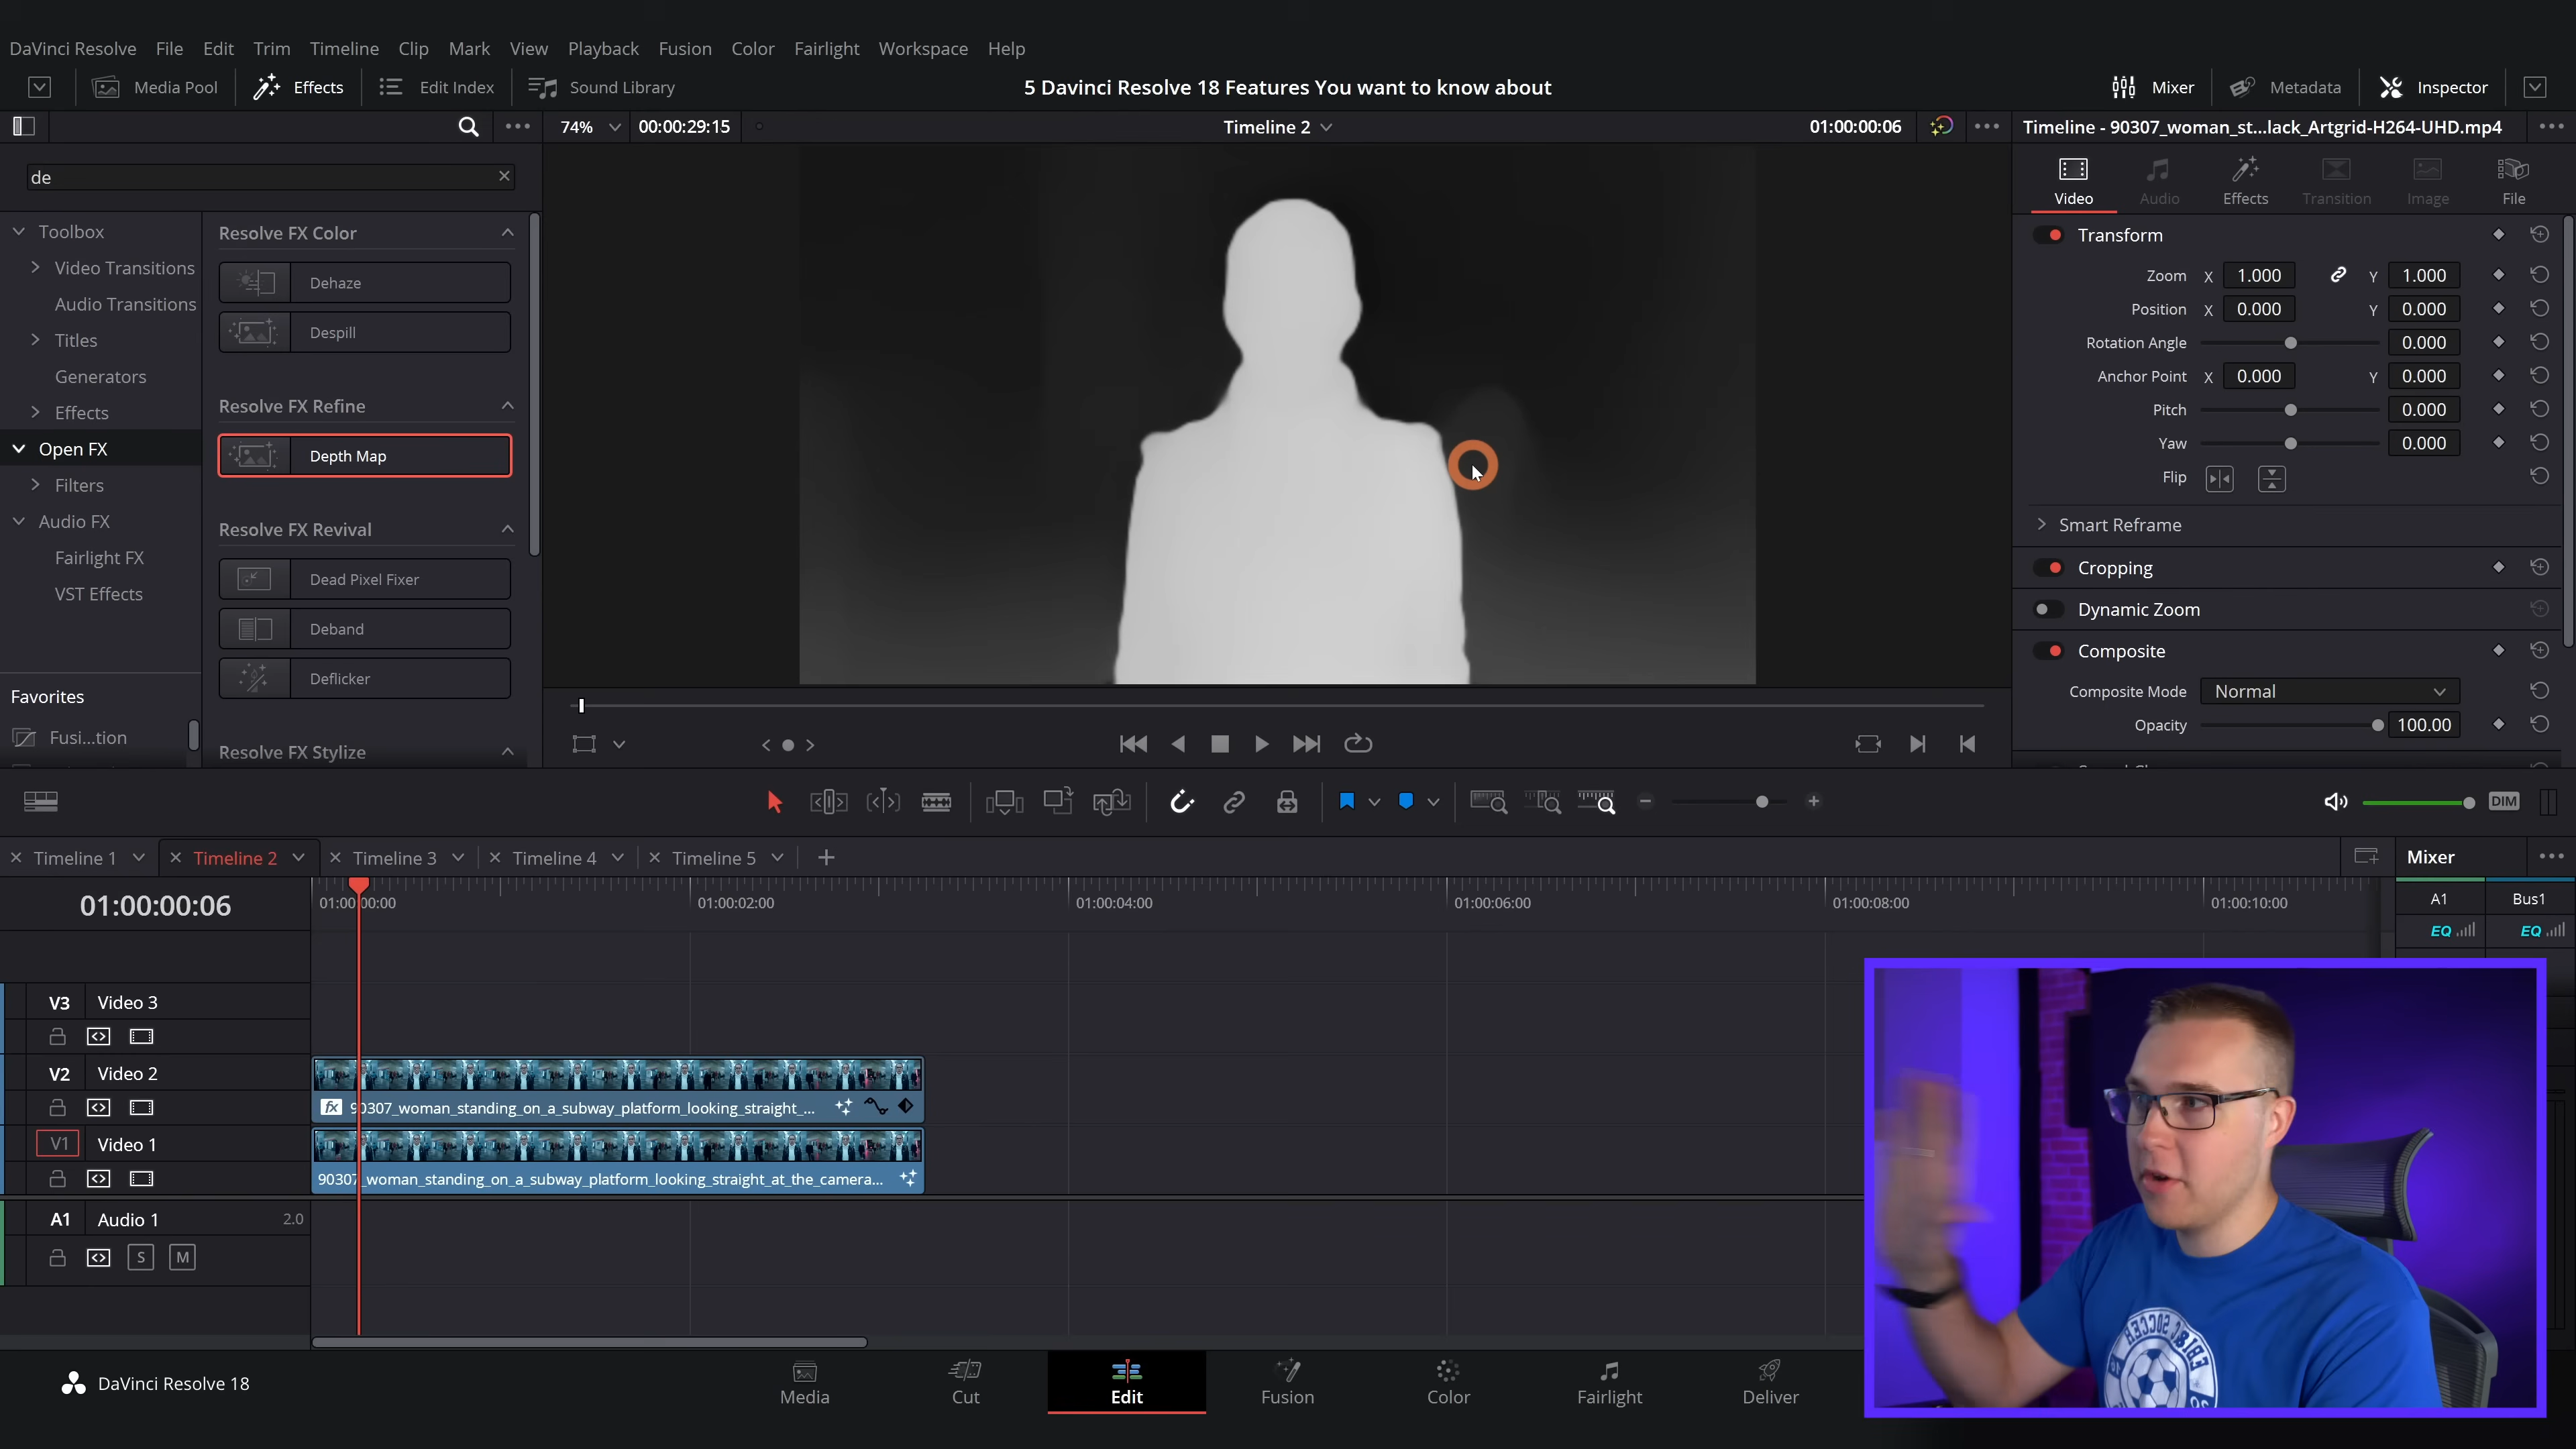 DaVinci Resolve File Edit Trim Timeline Clip Mark View Playback Fusion Color Fairlight Workspace Help
Media Pool Effects Edit Index Sound Library 5 Davinci Resolve 18 Features You want to know about Mixer Metadata Inspector
74% 00:00:29:15 Timeline 2 01:00:00:06 Timeline - 90307_woman_st...lack_Artgrid-H264-UHD.mp4
de
Video Audio Effects Transition Image File
Toolbox
Video Transitions
Audio Transitions
Titles
Generators
Effects
Open FX
Filters
Audio FX
Fairlight FX
VST Effects
Favorites
Fusi...tion
Resolve FX Color
Dehaze
Despill
Resolve FX Refine
Depth Map
Resolve FX Revival
Dead Pixel Fixer
Deband
Deflicker
Resolve FX Stylize
Transform
Zoom X 1.000 Y 1.000
Position X 0.000 Y 0.000
Rotation Angle 0.000
Anchor Point X 0.000 Y 0.000
Pitch 0.000
Yaw 0.000
Flip
Smart Reframe
Cropping
Dynamic Zoom
Composite
Composite Mode Normal
Opacity 100.00
DIM
Timeline 1 Timeline 2 Timeline 3 Timeline 4 Timeline 5 Mixer
01:00:00:06 01:00:00:00 01:00:02:00 01:00:04:00 01:00:06:00 01:00:08:00 01:00:10:00
A1 Bus1
EQ EQ
V3 Video 3
V2 Video 2
fx 90307_woman_standing_on_a_subway_platform_looking_straight_...
V1 Video 1
90307_woman_standing_on_a_subway_platform_looking_straight_at_the_camera...
A1 Audio 1 2.0
S M
SOCCER
DaVinci Resolve 18
Media Cut Edit Fusion Color Fairlight Deliver